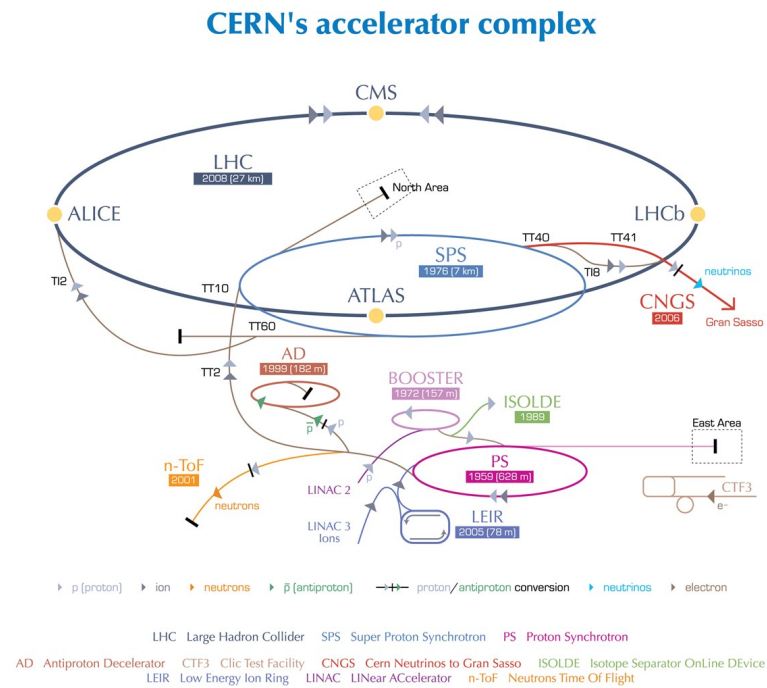 CERN's accelerator complex
CMS
LHC
2008 (27 km)
North Area
ALICE
LHCb
TT40
TT41
p
SPS
1976 (7 km)
TI2
TT10
TI8
neutrinos
ATLAS
CNGS
2006
Gran Sasso
TT60
AD
1999 (182 m)
TT2
BOOSTER
1972 (157 m)
ISOLDE
1989
p̅
p
East Area
n-ToF
2001
p
PS
1959 (628 m)
LINAC 2
neutrons
CTF3
e–
LEIR
2005 (78 m)
LINAC 3
Ions
p (proton) ion neutrons p̅ (antiproton) proton/antiproton conversion neutrinos electron
LHC Large Hadron Collider SPS Super Proton Synchrotron PS Proton Synchrotron
AD Antiproton Decelerator CTF3 Clic Test Facility CNGS Cern Neutrinos to Gran Sasso ISOLDE Isotope Separator OnLine DEvice
LEIR Low Energy Ion Ring LINAC LINear ACcelerator n-ToF Neutrons Time Of Flight